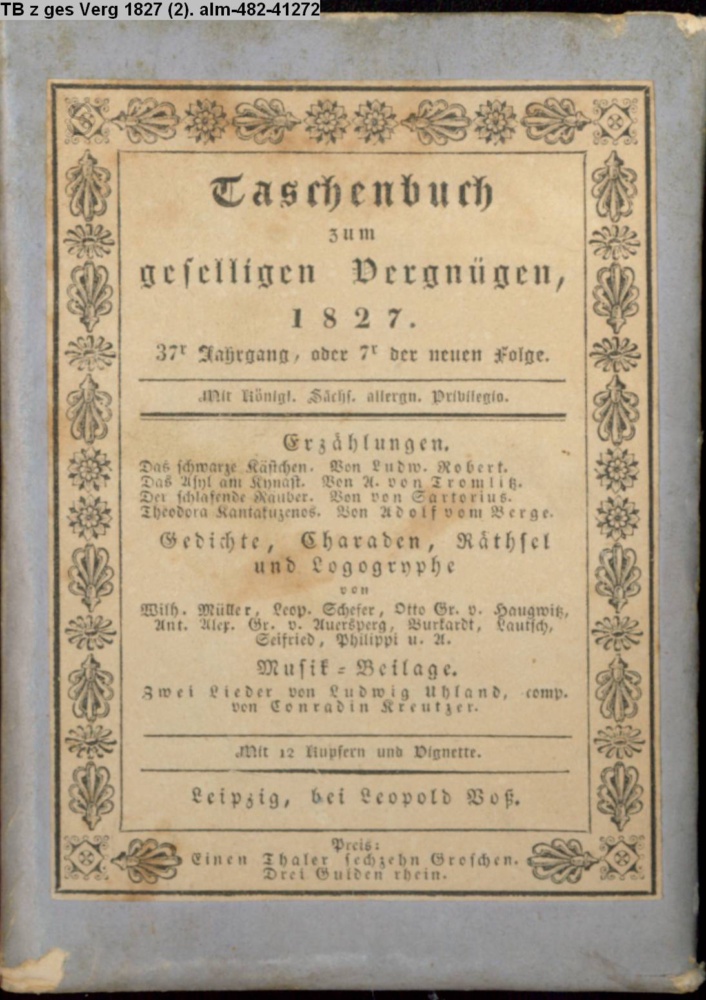 TB z ges Verg 1827 (2). alm-482-41272
Taschenbuch
zum
geselligen Vergnügen,
1827.
37r Jahrgang, oder 7r der neuen Folge.
Mit Königl. Sächs. allergn. Privilegio.
Erzählungen.
Das schwarze Kästchen. Von Ludw. Robert.
Das Asyl am Kynast. Von A. von Tromlitz.
Der schlafende Räuber. Von von Sartorius.
Theodora Kantakuzenos. Von Adolf vom Berge.
Gedichte, Charaden, Räthsel
und Logogryphe
von
Wilh. Müller, Leop. Schefer, Otto Gr. v. Haugwitz,
Ant. Alex. Gr. v. Auersperg, Burkardt, Lautsch,
Seifried, Philippi u. A.
Musik-Beilage.
Zwei Lieder von Ludwig Uhland, comp.
von Conradin Kreutzer.
Mit 12 Kupfern und Vignette.
Leipzig, bei Leopold Voß.
Preis:
Einen Thaler sechzehn Groschen.
Drei Gulden rhein.